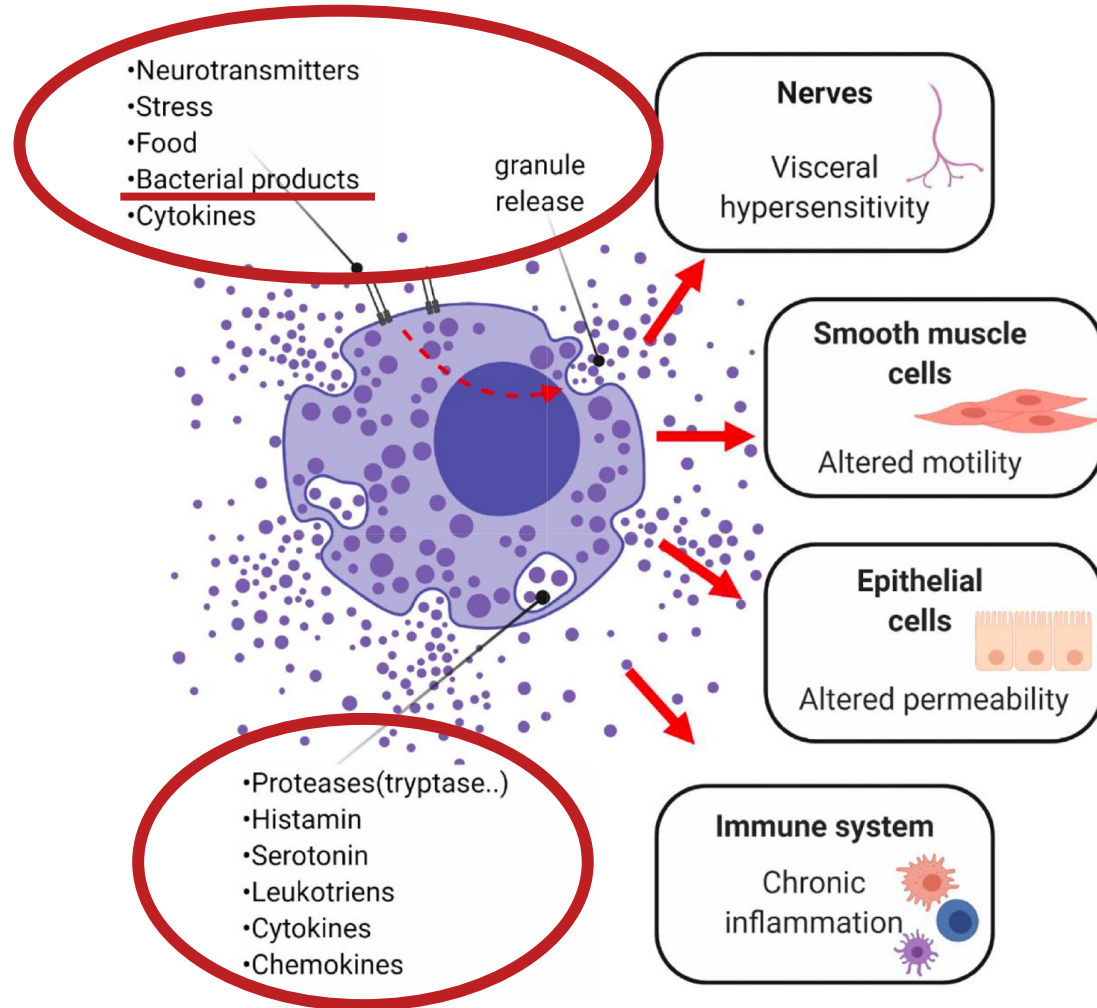 •Neurotransmitters
•Stress
•Food
•Bacterial products
•Cytokines
granule
release
Nerves
Visceral
hypersensitivity
Smooth muscle
cells
Altered motility
Epithelial
cells
Altered permeability
•Proteases(tryptase..)
•Histamin
•Serotonin
•Leukotriens
•Cytokines
•Chemokines
Immune system
Chronic
inflammation